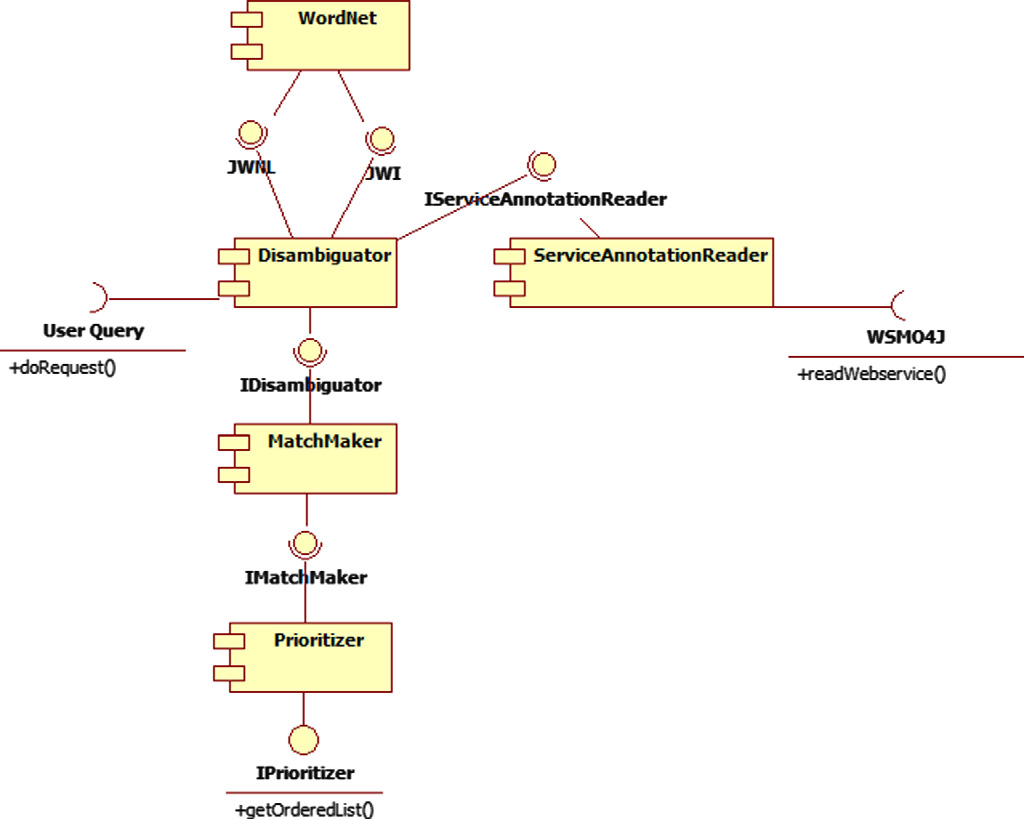 WordNet
JWNL
JWI
IServiceAnnotationReader
Disambiguator
ServiceAnnotationReader
User Query
+doRequest()
WSMO4J
+readWebservice()
IDisambiguator
MatchMaker
IMatchMaker
Prioritizer
IPrioritizer
+getOrderedList()